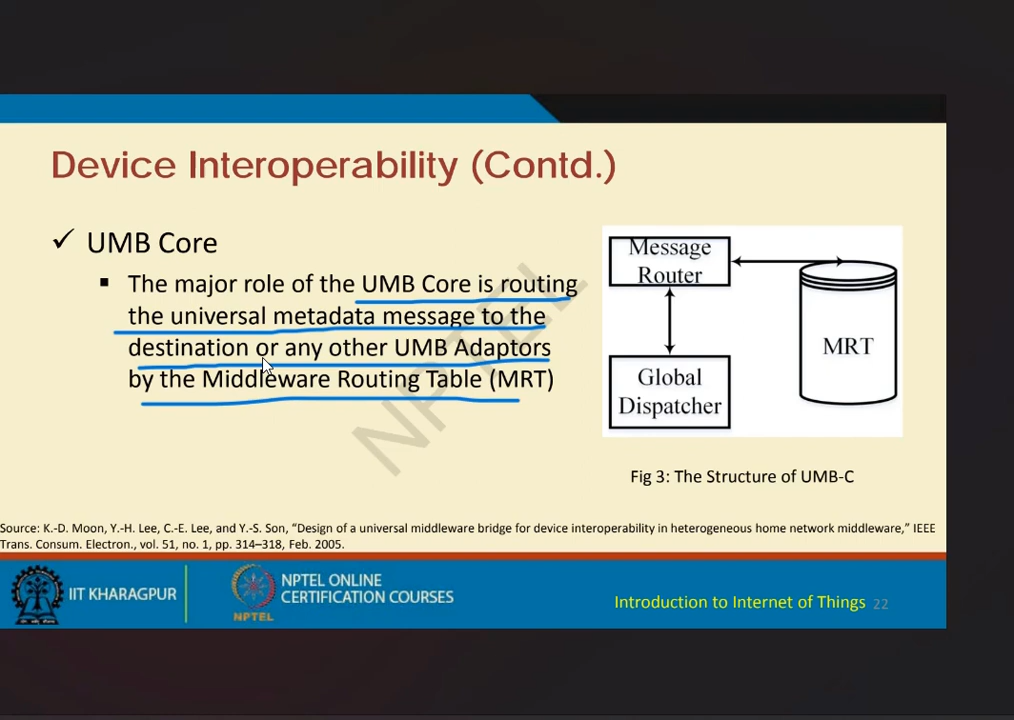 Device Interoperability (Contd.)
✓ UMB Core
▪ The major role of the UMB Core is routing
the universal metadata message to the
destination or any other UMB Adaptors
by the Middleware Routing Table (MRT)
Message
Router
MRT
Global
Dispatcher
Fig 3: The Structure of UMB-C
NPTEL
Source: K.-D. Moon, Y.-H. Lee, C.-E. Lee, and Y.-S. Son, “Design of a universal middleware bridge for device interoperability in heterogeneous home network middleware,” IEEE
Trans. Consum. Electron., vol. 51, no. 1, pp. 314–318, Feb. 2005.
IIT KHARAGPUR
NPTEL
NPTEL ONLINE
CERTIFICATION COURSES
Introduction to Internet of Things 22